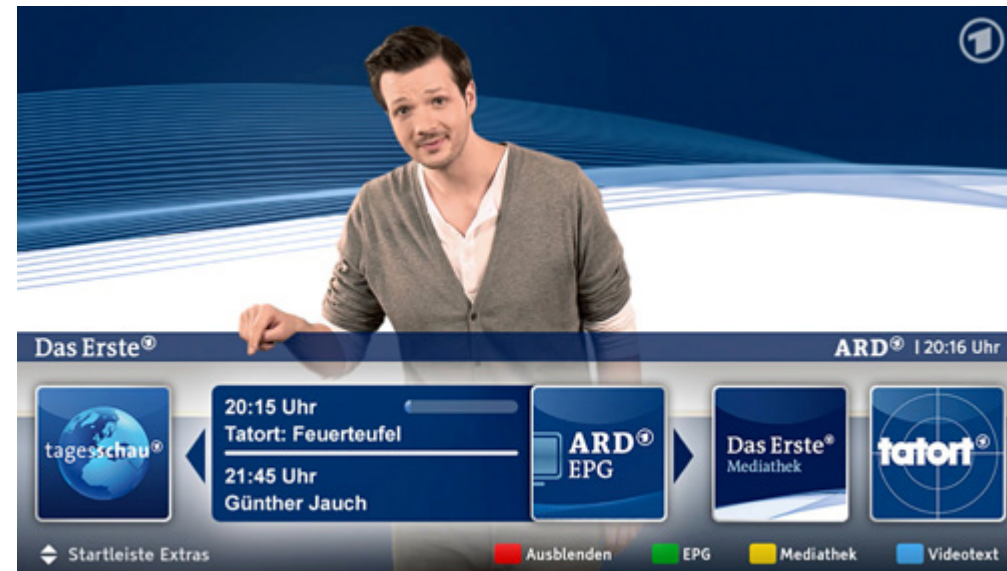 Das Erste
ARD | 20:16 Uhr
tagesschau
20:15 Uhr
Tatort: Feuerteufel
21:45 Uhr
Günther Jauch
ARD
EPG
Das Erste
Mediathek
tatort
Startleiste Extras
Ausblenden
EPG
Mediathek
Videotext